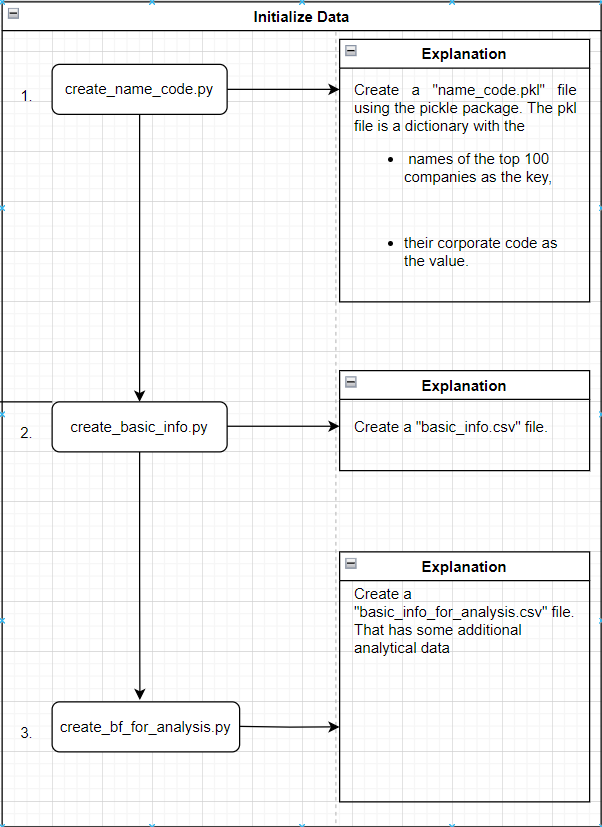 Initialize Data
1.
create_name_code.py
Explanation
Create a "name_code.pkl" file
using the pickle package. The pkl
file is a dictionary with the
• names of the top 100
companies as the key,
• their corporate code as
the value.
2.
create_basic_info.py
Explanation
Create a "basic_info.csv" file.
Explanation
Create a
"basic_info_for_analysis.csv" file.
That has some additional
analytical data
3.
create_bf_for_analysis.py